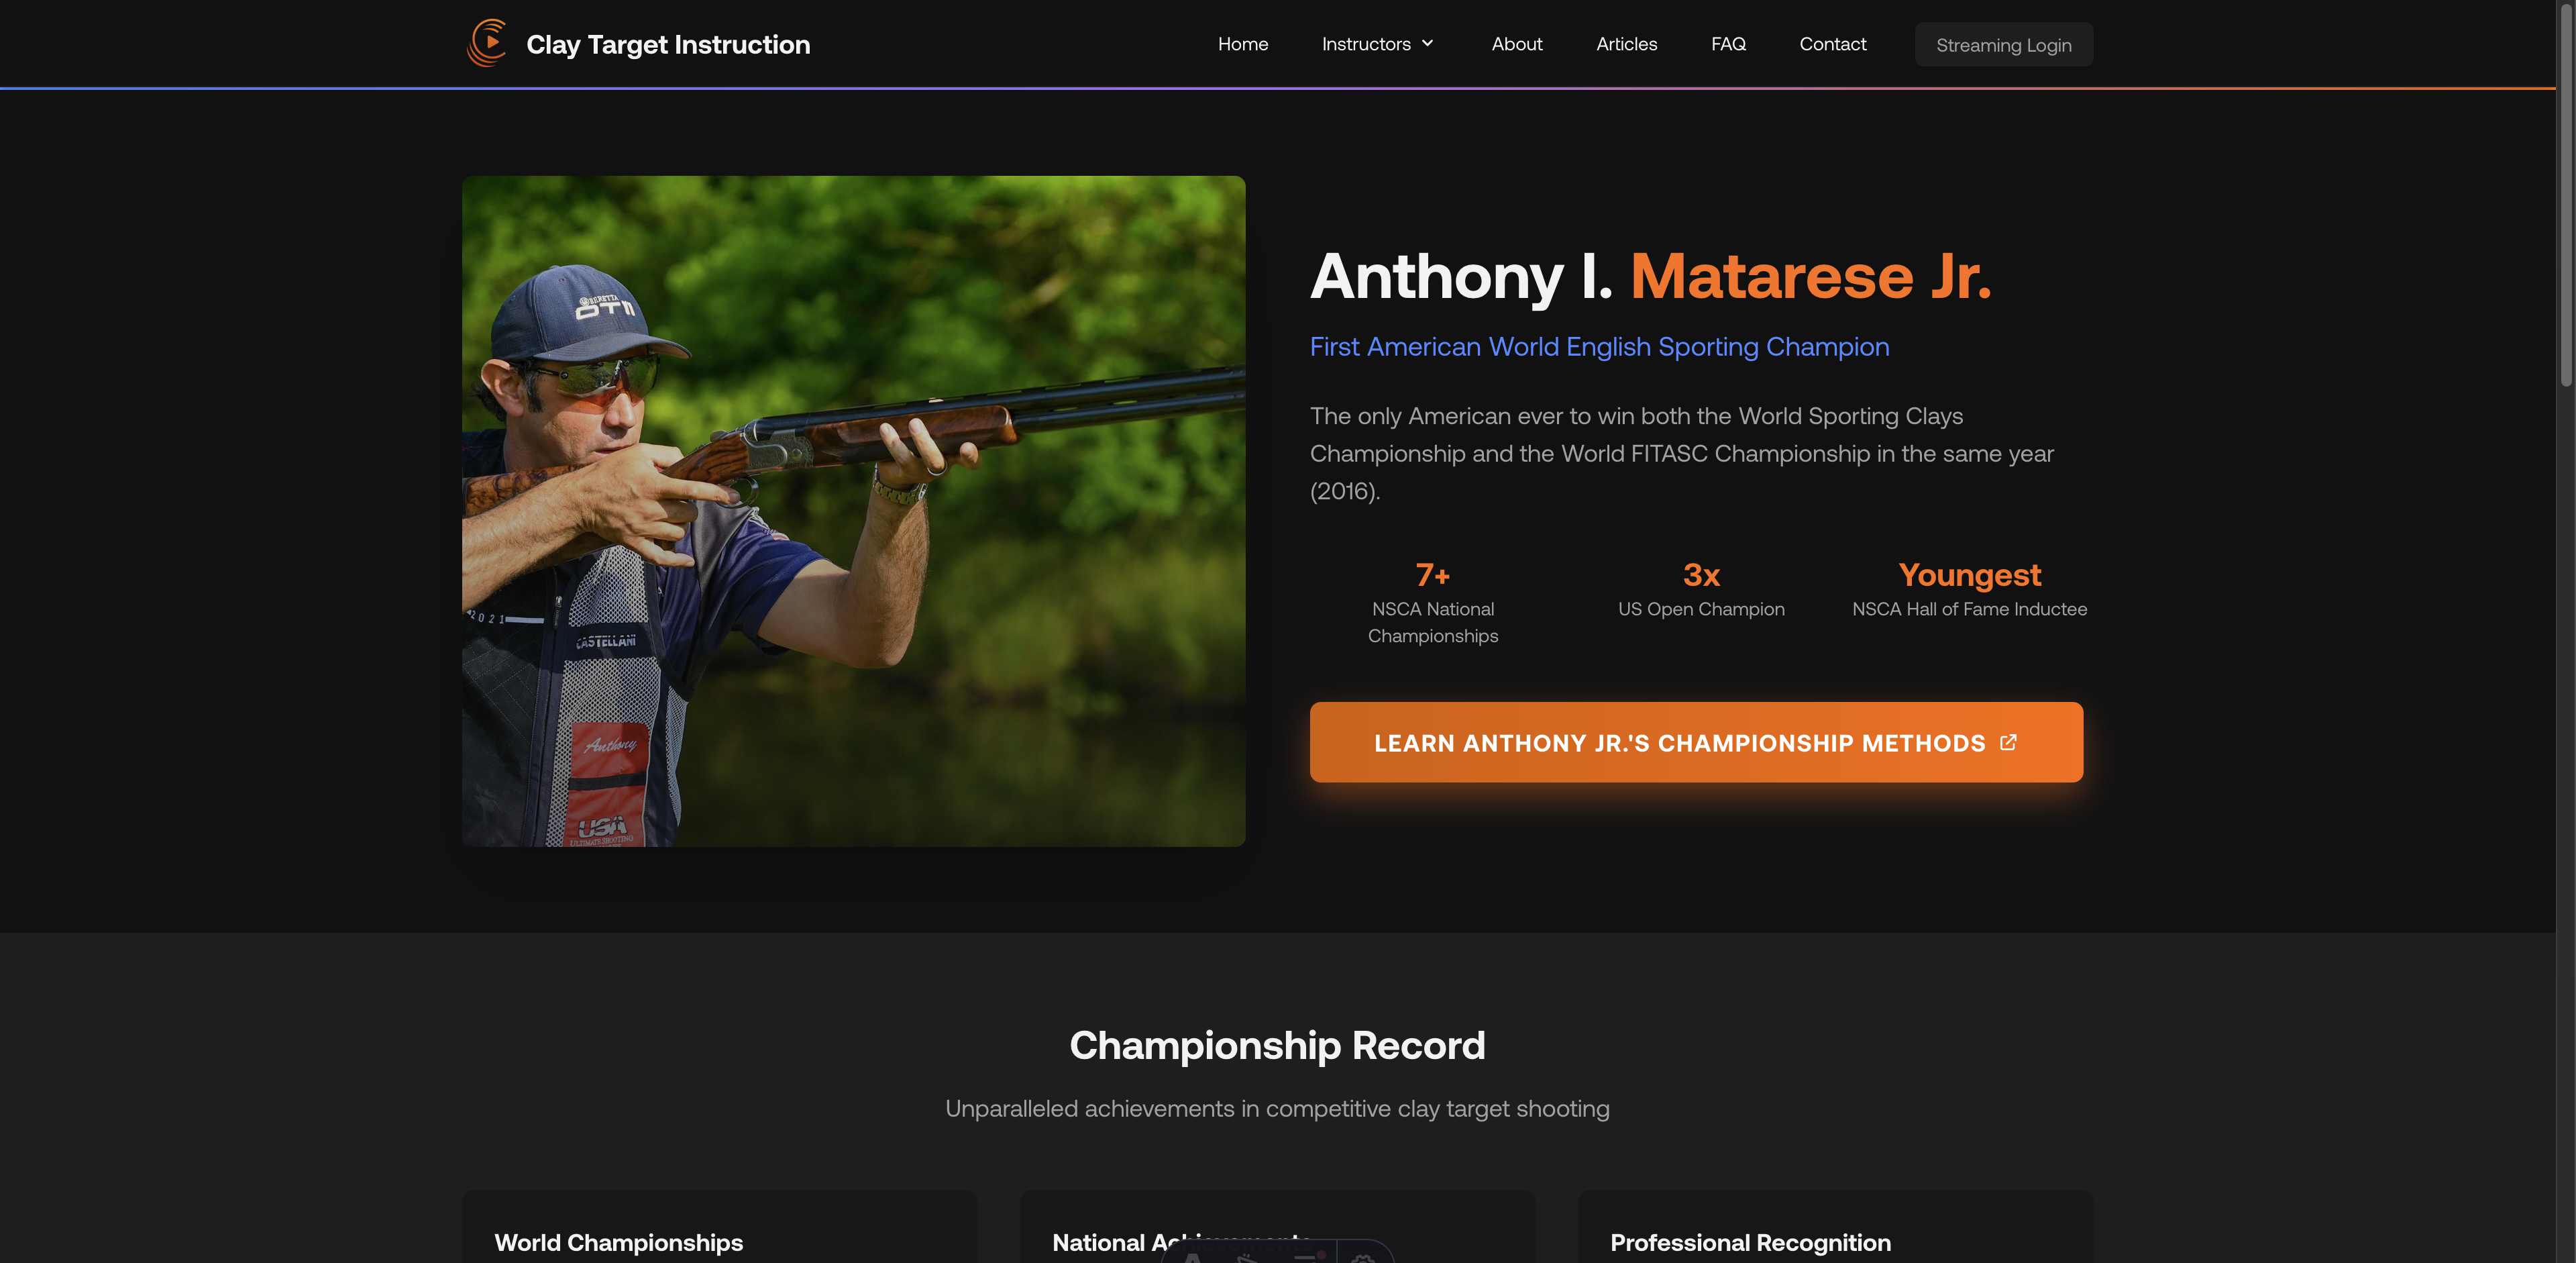 Clay Target Instruction
Home
Instructors
About
Articles
FAQ
Contact
Streaming Login
BERETTA
DT11
2021
CASTELLANI
Anthony
USA
ULTIMATE SHOOTING
Anthony I. Matarese Jr.
First American World English Sporting Champion
The only American ever to win both the World Sporting Clays
Championship and the World FITASC Championship in the same year
(2016).
7+
NSCA National
Championships
3x
US Open Champion
Youngest
NSCA Hall of Fame Inductee
LEARN ANTHONY JR.'S CHAMPIONSHIP METHODS
Championship Record
Unparalleled achievements in competitive clay target shooting
World Championships
National Achievements
Professional Recognition